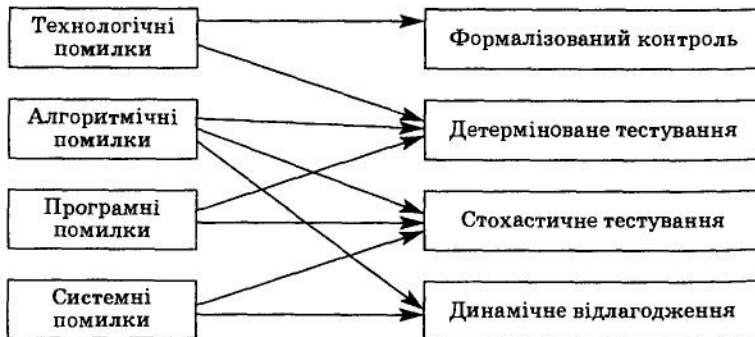 Технологічні
помилки
Формалізований контроль
Алгоритмічні
помилки
Детерміноване тестування
Програмні
помилки
Стохастичне тестування
Системні
помилки
Динамічне відлагодження